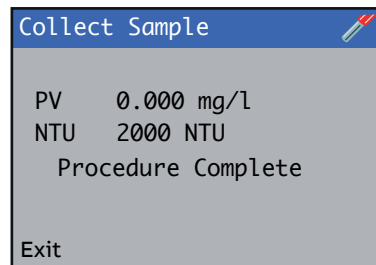 Collect Sample
PV 0.000 mg/l
NTU 2000 NTU
Procedure Complete
Exit